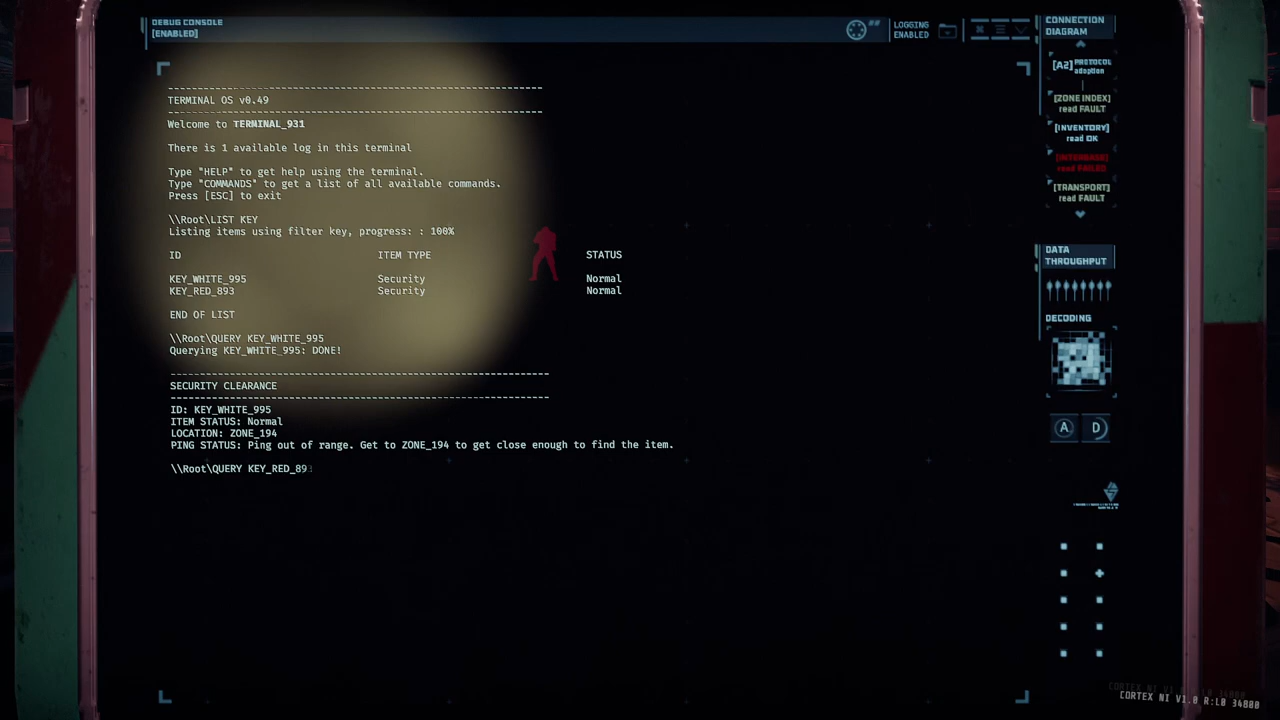 DEBUG CONSOLE
[ENABLED]
LOGGING
ENABLED
CONNECTION
DIAGRAM
[A2] PROTOCOL
adoption
[ZONE INDEX]
read FAULT
[INVENTORY]
read OK
[INTERBASE]
read FAILED
[TRANSPORT]
read FAULT
DATA
THROUGHPUT
DECODING
A D
--------------------------------------------------------------
TERMINAL OS v0.49
--------------------------------------------------------------
Welcome to TERMINAL_931
There is 1 available log in this terminal
Type "HELP" to get help using the terminal.
Type "COMMANDS" to get a list of all available commands.
Press [ESC] to exit
\\Root\LIST KEY
Listing items using filter key, progress: : 100%
ID ITEM TYPE STATUS
KEY_WHITE_995 Security Normal
KEY_RED_893 Security Normal
END OF LIST
\\Root\QUERY KEY_WHITE_995
Querying KEY_WHITE_995: DONE!
---------------------------------------------------------------
SECURITY CLEARANCE
---------------------------------------------------------------
ID: KEY_WHITE_995
ITEM STATUS: Normal
LOCATION: ZONE_194
PING STATUS: Ping out of range. Get to ZONE_194 to get close enough to find the item.
\\Root\QUERY KEY_RED_893
CORTEX NI V1.0 R:L0 34800